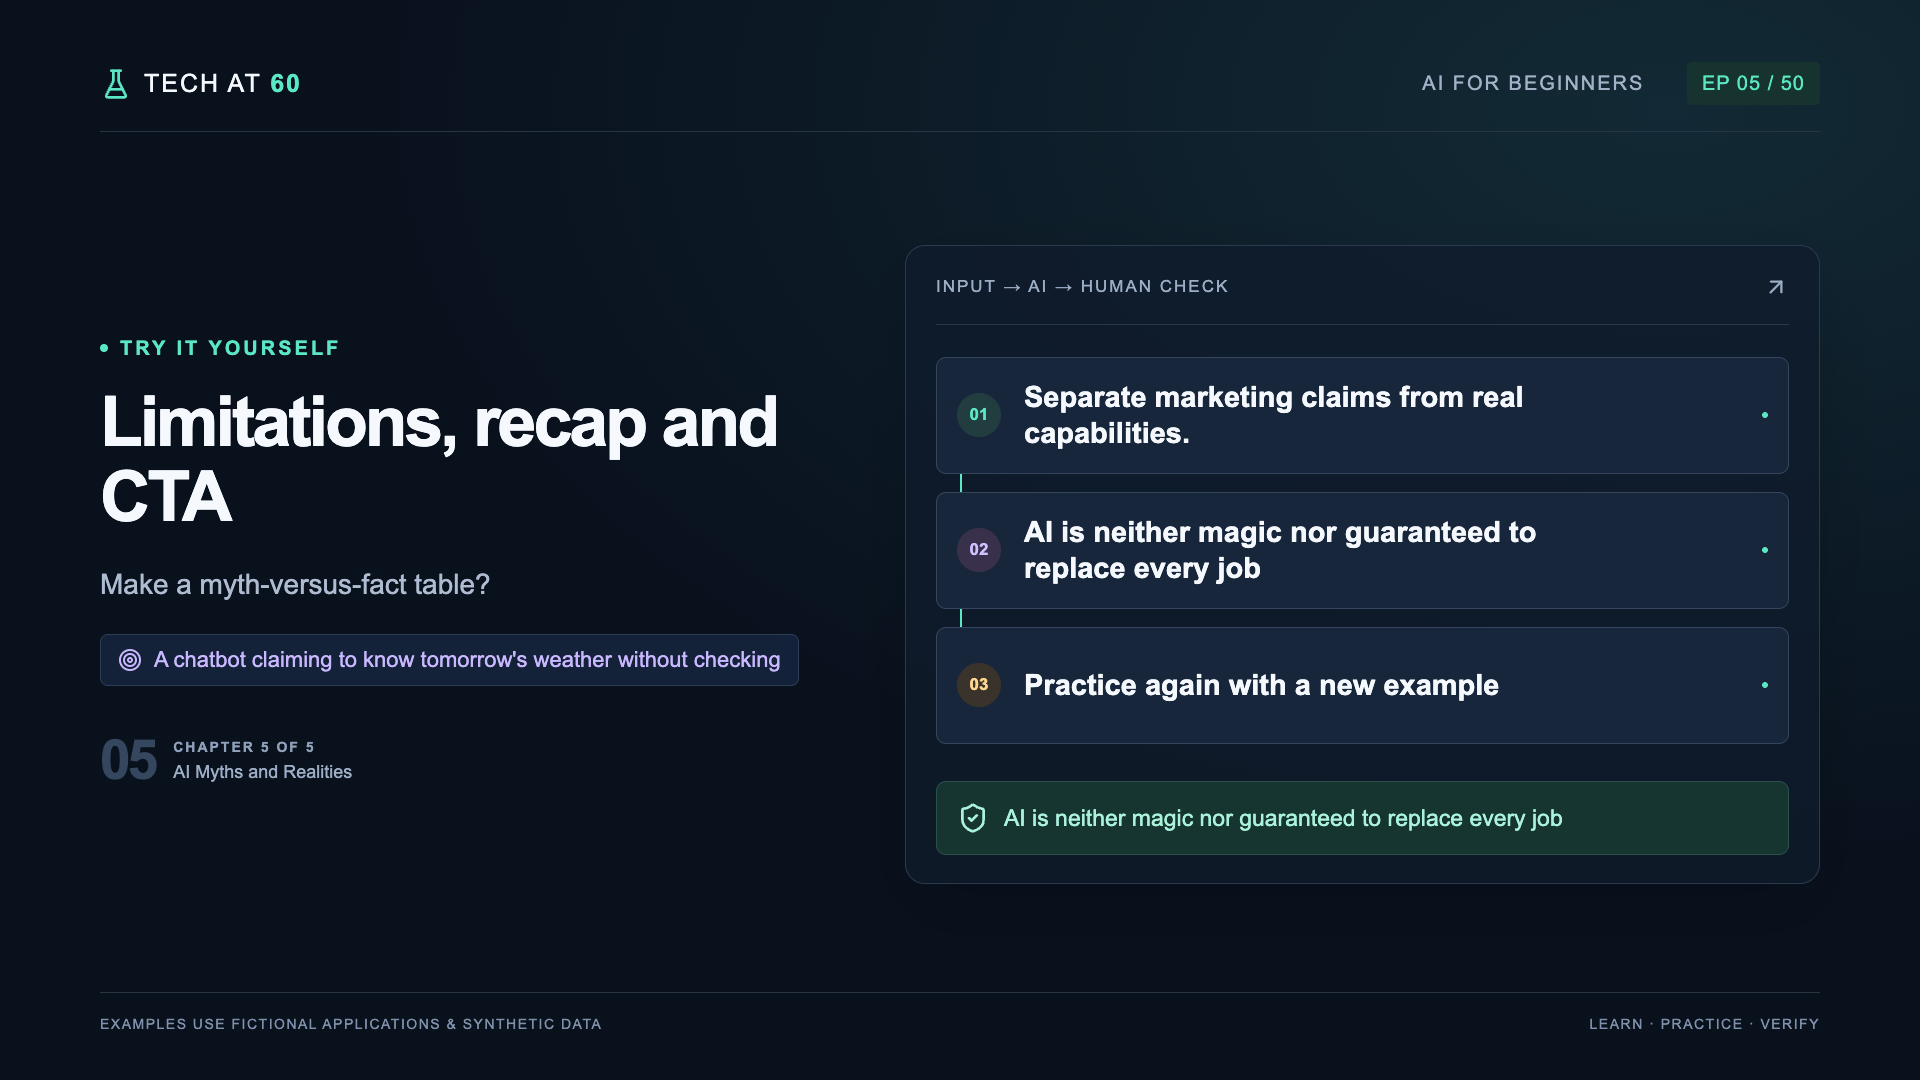 TECH AT 60
AI FOR BEGINNERS
EP 05 / 50
• TRY IT YOURSELF
Limitations, recap and
CTA
Make a myth-versus-fact table?
A chatbot claiming to know tomorrow's weather without checking
05
CHAPTER 5 OF 5
AI Myths and Realities
INPUT → AI → HUMAN CHECK
01
Separate marketing claims from real
capabilities.
02
AI is neither magic nor guaranteed to
replace every job
03
Practice again with a new example
AI is neither magic nor guaranteed to replace every job
EXAMPLES USE FICTIONAL APPLICATIONS & SYNTHETIC DATA
LEARN · PRACTICE · VERIFY